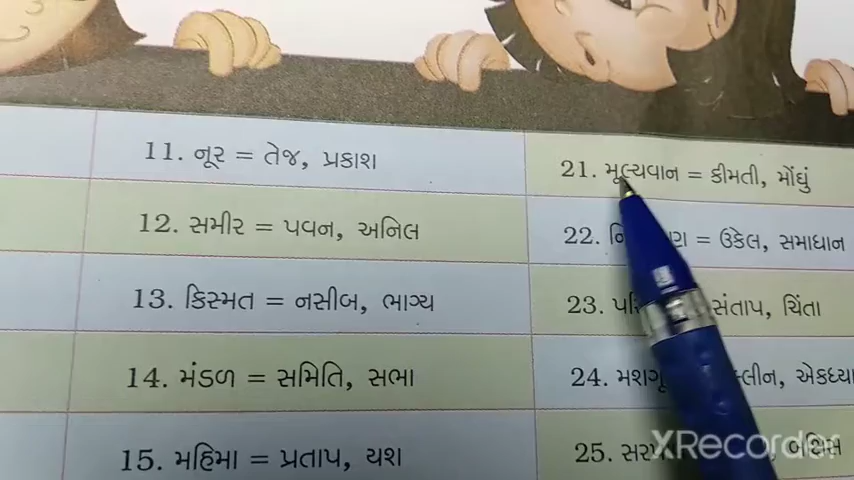 11. નૂર = તેજ, પ્રકાશ
12. સમીર = પવન, અનિલ
13. કિસ્મત = નસીબ, ભાગ્ય
14. મંડળ = સમિતિ, સભા
15. મહિમા = પ્રતાપ, યશ
21. મૂલ્યવાન = કીમતી, મોંઘું
22. = ઉકેલ, સમાધાન
23. સંતાપ, ચિંતા
24.
25. બક્ષિસ
XRecorder